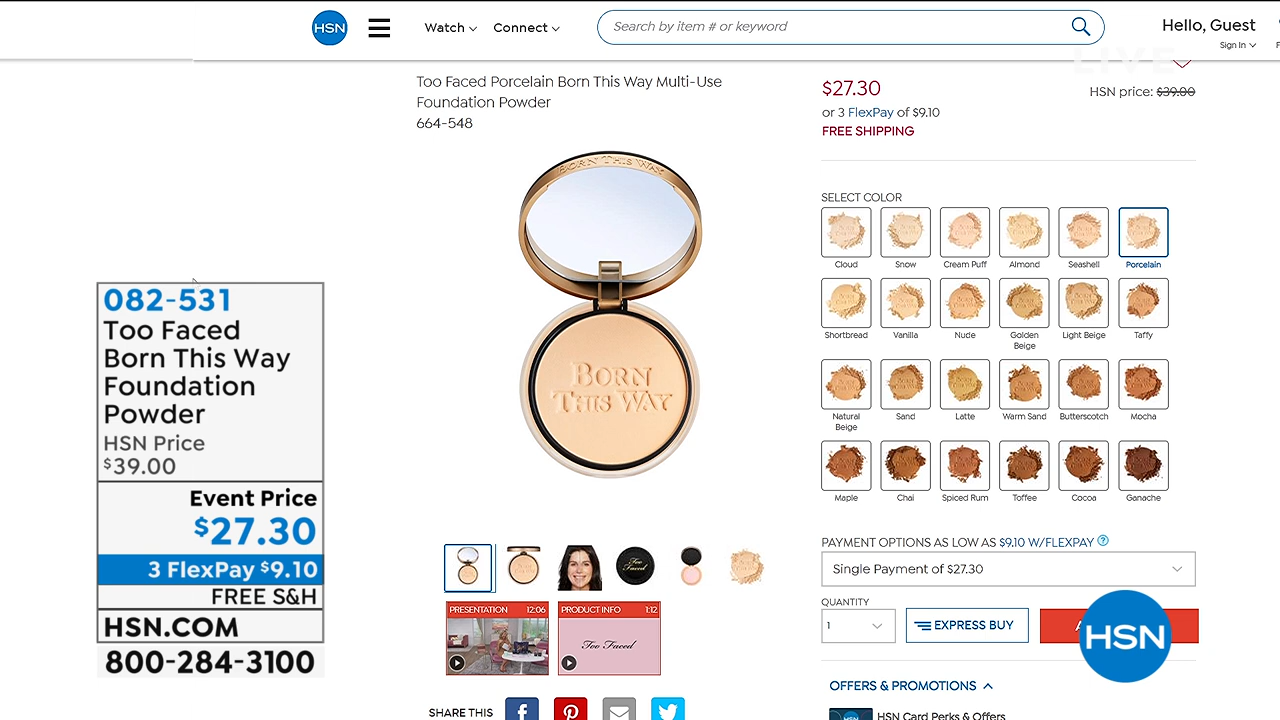 HSN
Watch
Connect
Search by item # or keyword
Hello, Guest
Sign In
LIVE
Too Faced Porcelain Born This Way Multi-Use
Foundation Powder
664-548
$27.30
HSN price: $39.00
or 3 FlexPay of $9.10
FREE SHIPPING
BORN THIS WAY
BORN
THIS WAY
SELECT COLOR
Cloud
Snow
Cream Puff
Almond
Seashell
Porcelain
Shortbread
Vanilla
Nude
Golden
Beige
Light Beige
Taffy
Natural
Beige
Sand
Latte
Warm Sand
Butterscotch
Mocha
Maple
Chai
Spiced Rum
Toffee
Cocoa
Ganache
082-531
Too Faced
Born This Way
Foundation
Powder
HSN Price
$39.00
Event Price
$27.30
3 FlexPay $9.10
FREE S&H
HSN.COM
800-284-3100
Too Faced
PRESENTATION 12:06
PRODUCT INFO 1:12
Too Faced
SHARE THIS
PAYMENT OPTIONS AS LOW AS $9.10 W/FLEXPAY
Single Payment of $27.30
QUANTITY
1
EXPRESS BUY
HSN
OFFERS & PROMOTIONS
HSN Card Perks & Offers